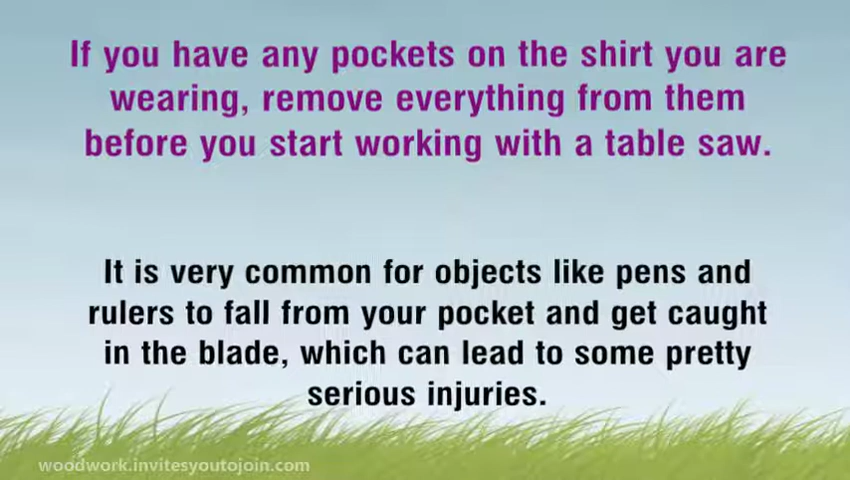 If you have any pockets on the shirt you are
wearing, remove everything from them
before you start working with a table saw.
It is very common for objects like pens and
rulers to fall from your pocket and get caught
in the blade, which can lead to some pretty
serious injuries.
woodwork.invitesyoutojoin.com